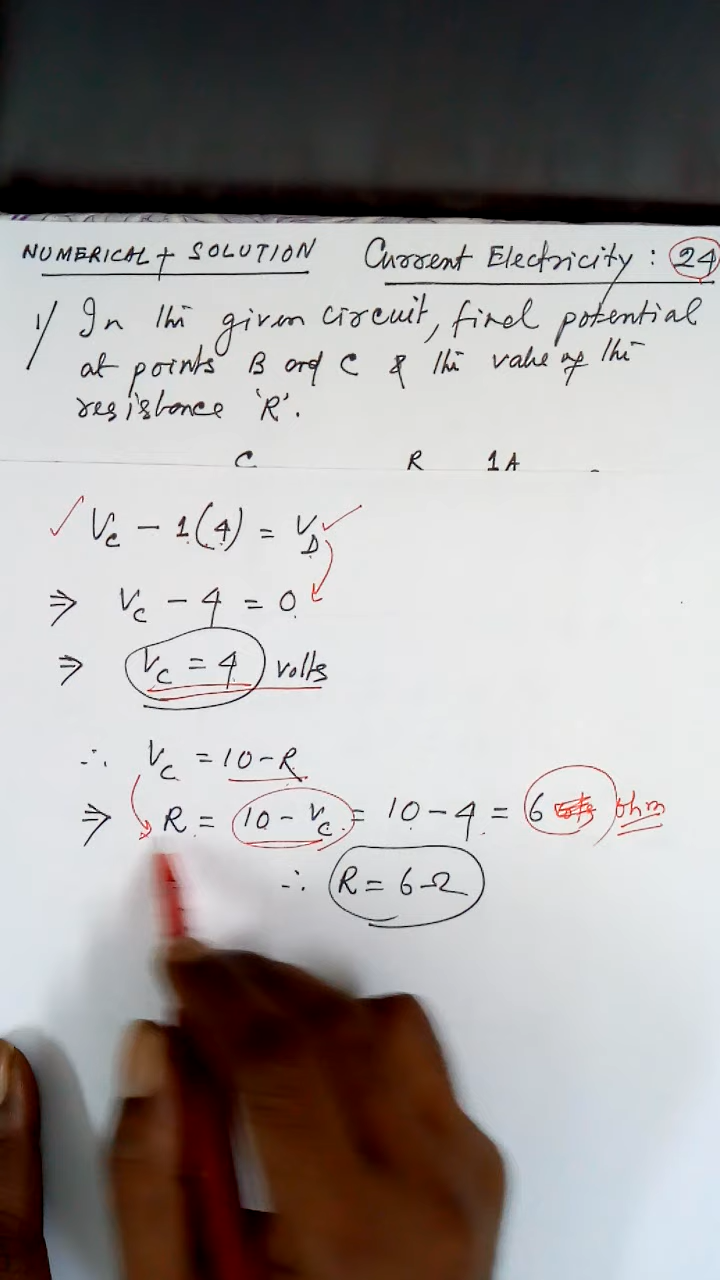 NUMERICAL + SOLUTION Current Electricity : 24
1/ In the given circuit, find potential
at points B and C & the value of the
resistance 'R'.
C R 1A
✓ Vc - 1(4) = VD ✓
⇒ Vc - 4 = 0
⇒ Vc = 4 volts
∴ Vc = 10 - R
⇒ R = 10 - Vc = 10 - 4 = 6 ohm
∴ R = 6 Ω